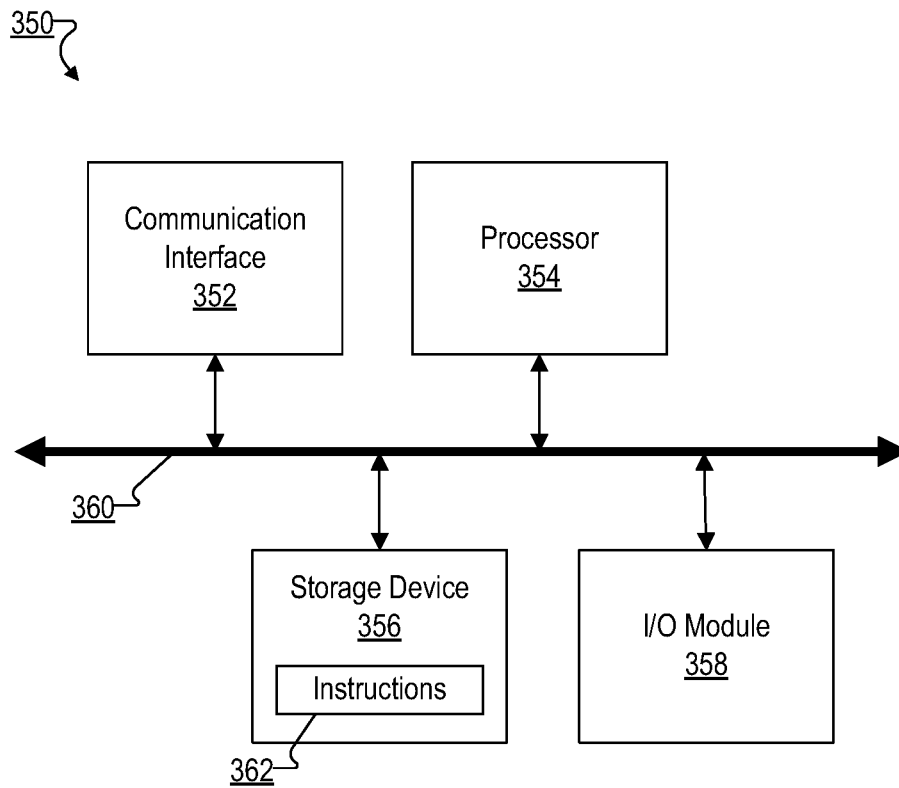 350
Communication
Interface
352
Processor
354
360
Storage Device
356
Instructions
362
I/O Module
358